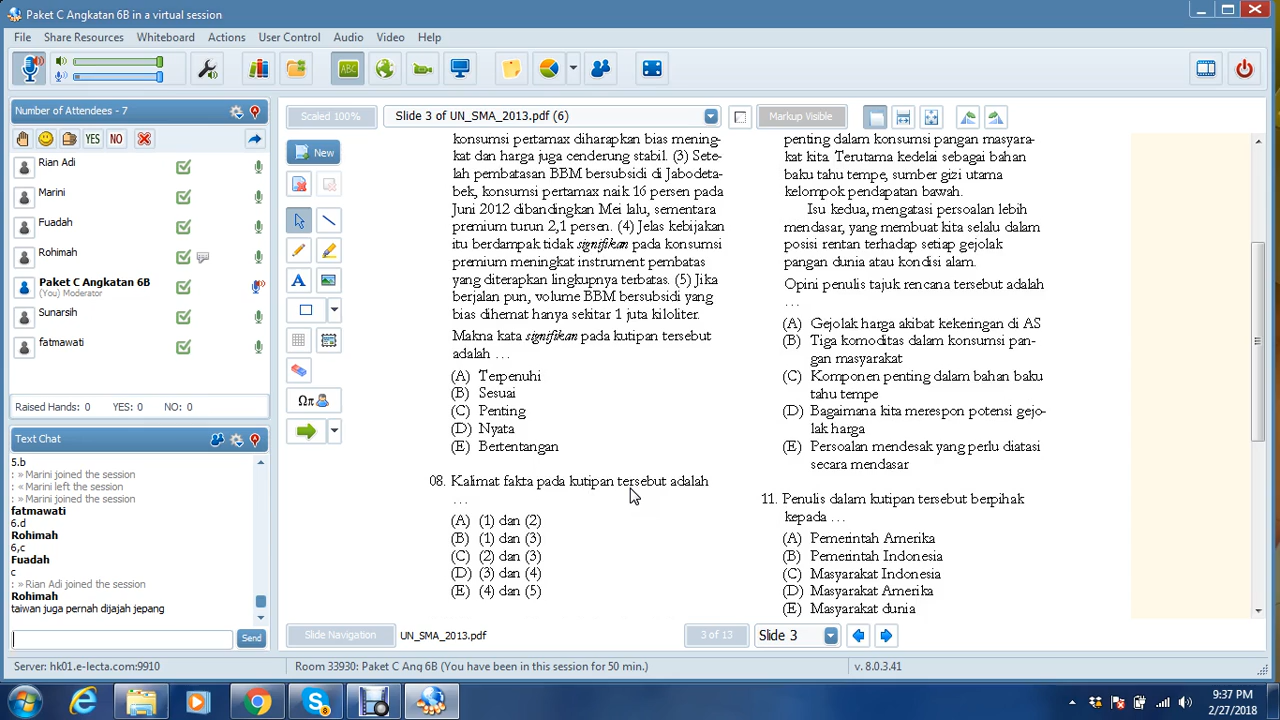 Paket C Angkatan 6B in a virtual session
File Share Resources Whiteboard Actions User Control Audio Video Help
ABC
Number of Attendees - 7
YES NO
Rian Adi
Marini
Fuadah
Rohimah
Paket C Angkatan 6B
(You) Moderator
Sunarsih
fatmawati
Raised Hands: 0 YES: 0 NO: 0
Text Chat
5.b
: » Marini joined the session
: » Marini left the session
: » Marini joined the session
fatmawati
6.d
Rohimah
6,c
Fuadah
c
: » Rian Adi joined the session
Rohimah
taiwan juga pernah dijajah jepang
Send
Scaled 100%
Slide 3 of UN_SMA_2013.pdf (6)
Markup Visible
New
A
Ωπ
konsumsi pertamax diharapkan bias mening-
kat dan harga juga cenderung stabil. (3) Sete-
lah pembatasan BBM bersubsidi di Jabodeta-
bek, konsumsi pertamax naik 16 persen pada
Juni 2012 dibandingkan Mei lalu, sementara
premium turun 2,1 persen. (4) Jelas kebijakan
itu berdampak tidak signifikan pada konsumsi
premium meningkat instrument pembatas
yang diterapkan lingkupnya terbatas. (5) Jika
berjalan pun, volume BBM bersubsidi yang
bias dihemat hanya sekitar 1 juta kiloliter.
Makna kata signifikan pada kutipan tersebut
adalah …
(A) Terpenuhi
(B) Sesuai
(C) Penting
(D) Nyata
(E) Bertentangan
08. Kalimat fakta pada kutipan tersebut adalah
…
(A) (1) dan (2)
(B) (1) dan (3)
(C) (2) dan (3)
(D) (3) dan (4)
(E) (4) dan (5)
penting dalam konsumsi pangan masyara-
kat kita. Terutama kedelai sebagai bahan
baku tahu tempe, sumber gizi utama
kelompok pendapatan bawah.
Isu kedua, mengatasi persoalan lebih
mendasar, yang membuat kita selalu dalam
posisi rentan terhadap setiap gejolak
pangan dunia atau kondisi alam.
Opini penulis tajuk rencana tersebut adalah
…
(A) Gejolak harga akibat kekeringan di AS
(B) Tiga komoditas dalam konsumsi pan-
gan masyarakat
(C) Komponen penting dalam bahan baku
tahu tempe
(D) Bagaimana kita merespon potensi gejo-
lak harga
(E) Persoalan mendesak yang perlu diatasi
secara mendasar
11. Penulis dalam kutipan tersebut berpihak
kepada …
(A) Pemerintah Amerika
(B) Pemerintah Indonesia
(C) Masyarakat Indonesia
(D) Masyarakat Amerika
(E) Masyarakat dunia
Slide Navigation UN_SMA_2013.pdf 3 of 13 Slide 3
Server: hk01.e-lecta.com:9910 Room 33930: Paket C Ang 6B (You have been in this session for 50 min.) v. 8.0.3.41
9:37 PM
2/27/2018